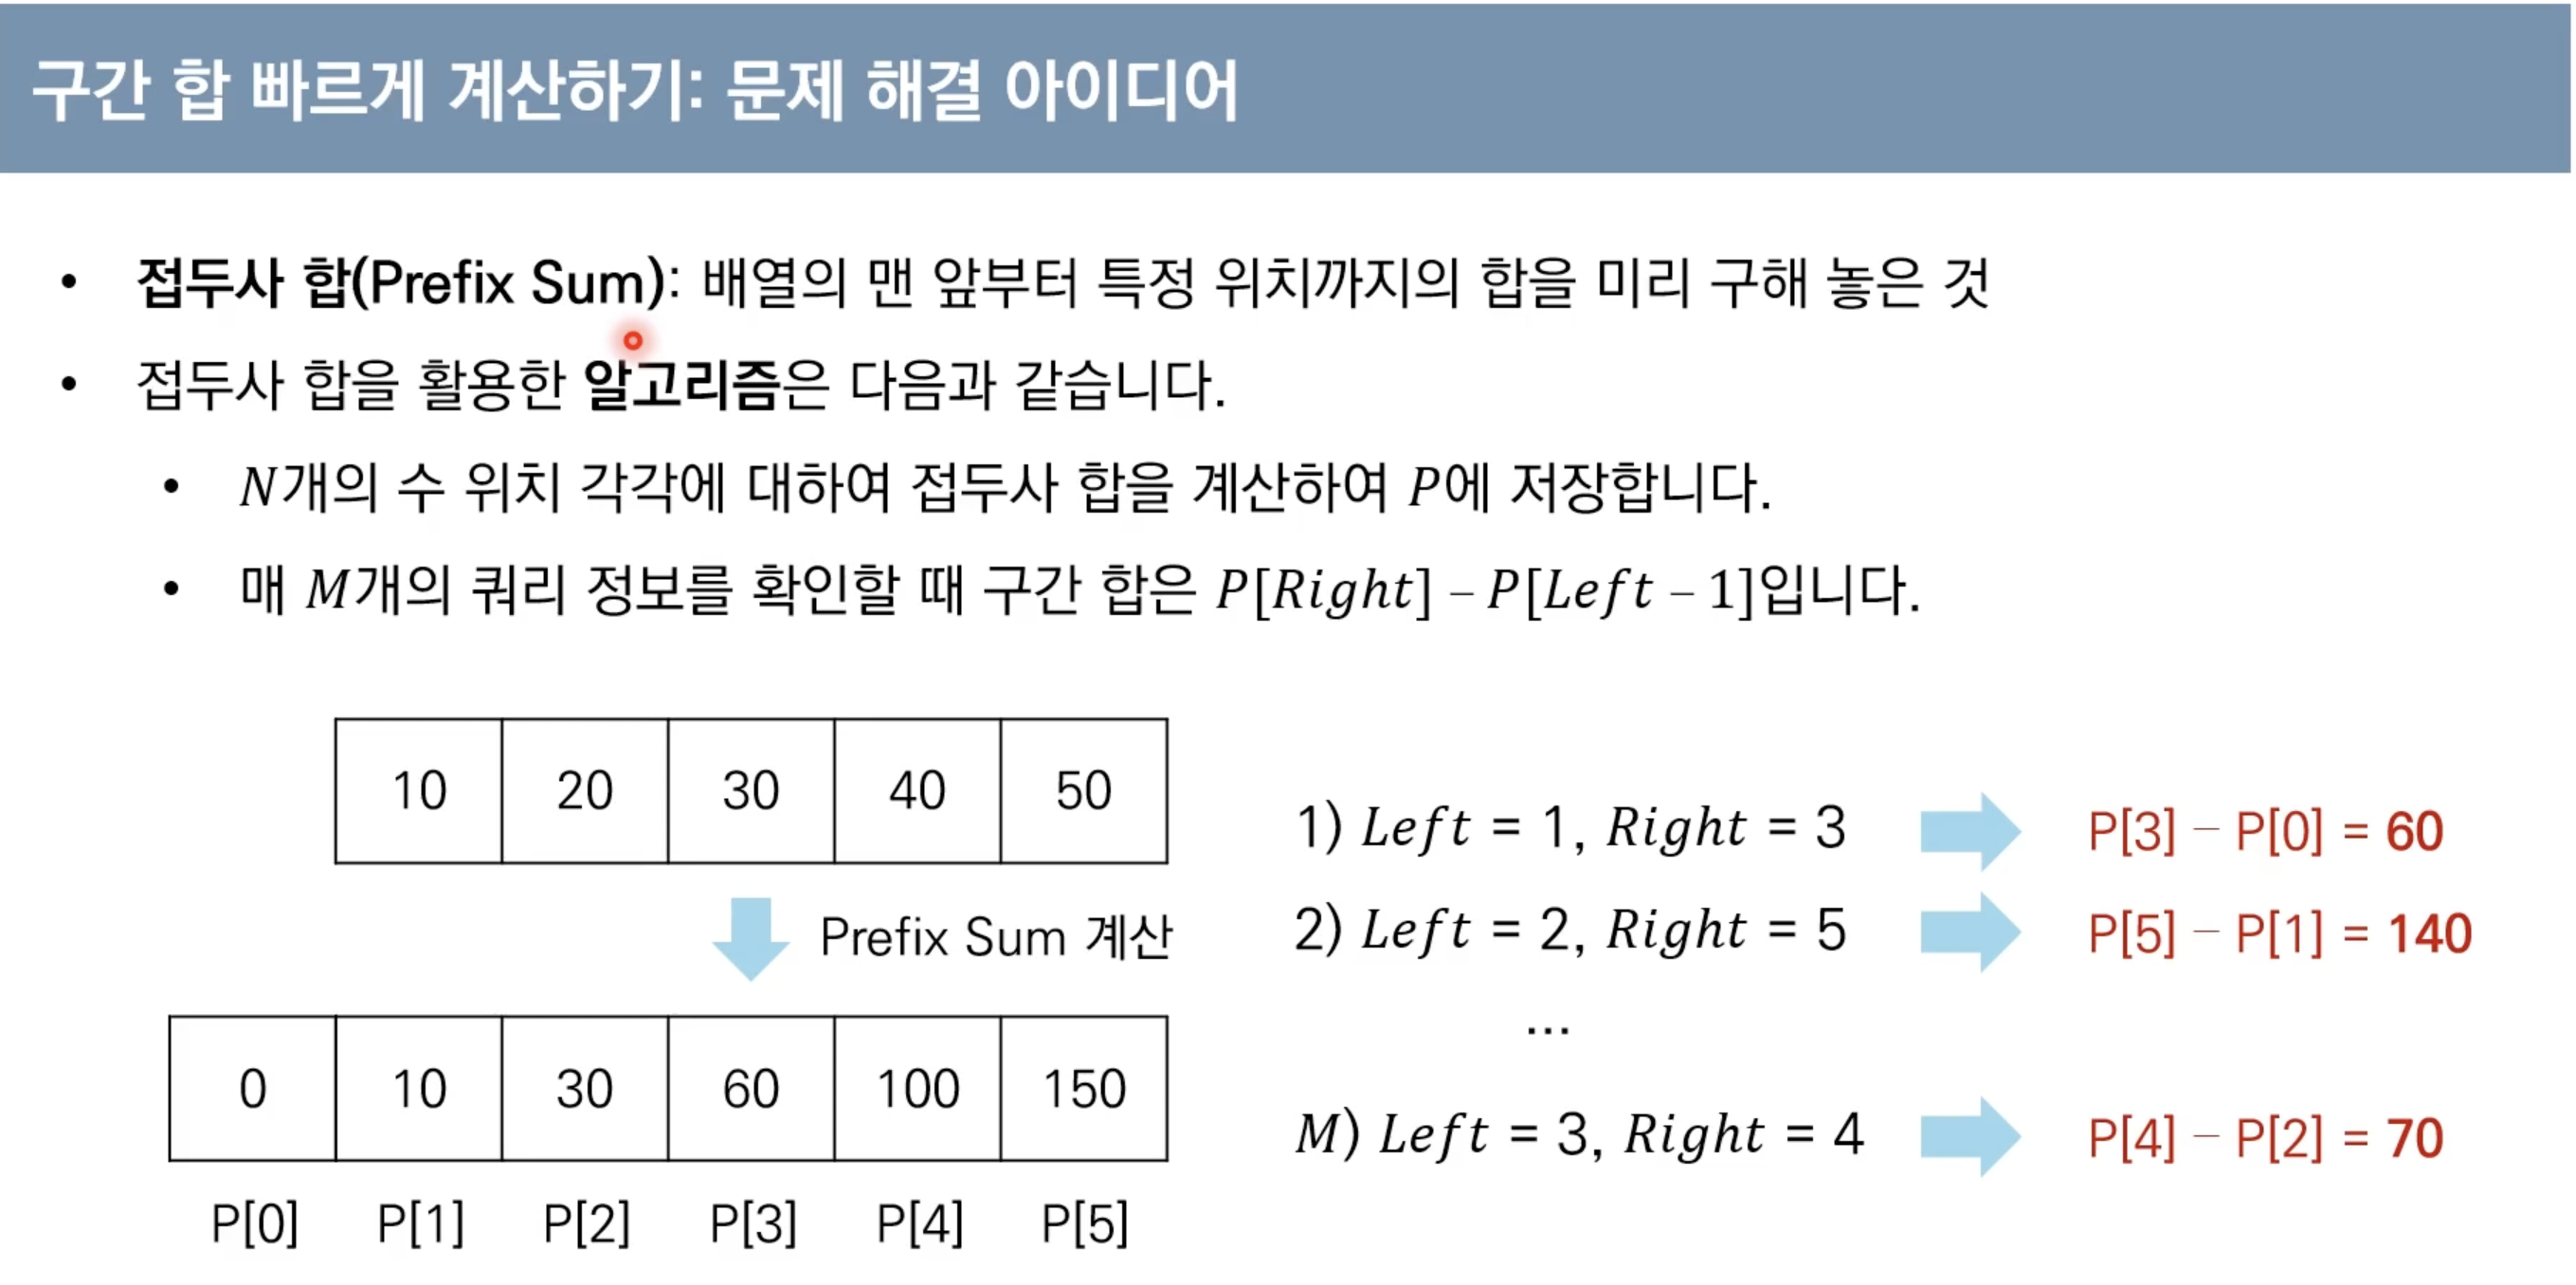 구간 합 빠르게 계산하기: 문제 해결 아이디어
• 접두사 합(Prefix Sum): 배열의 맨 앞부터 특정 위치까지의 합을 미리 구해 놓은 것
• 접두사 합을 활용한 알고리즘은 다음과 같습니다.
• N개의 수 위치 각각에 대하여 접두사 합을 계산하여 P에 저장합니다.
• 매 M개의 쿼리 정보를 확인할 때 구간 합은 P[Right] – P[Left – 1]입니다.
10 20 30 40 50
Prefix Sum 계산
0 10 30 60 100 150
P[0] P[1] P[2] P[3] P[4] P[5]
1) Left = 1, Right = 3 P[3] – P[0] = 60
2) Left = 2, Right = 5 P[5] – P[1] = 140
...
M) Left = 3, Right = 4 P[4] – P[2] = 70